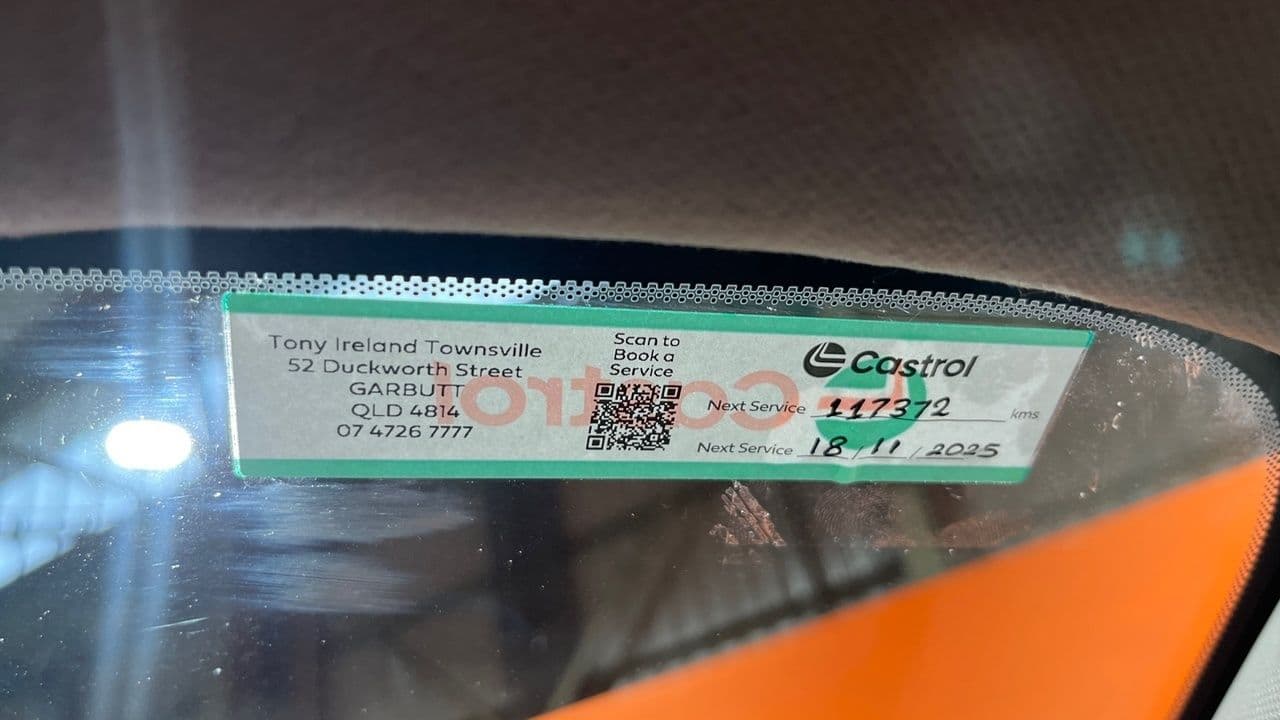 Tony Ireland Townsville
52 Duckworth Street
GARBUTT
QLD 4814
07 4726 7777
Scan to
Book a
Service
Castrol
Next Service 117372 kms
Next Service 18/11/2025